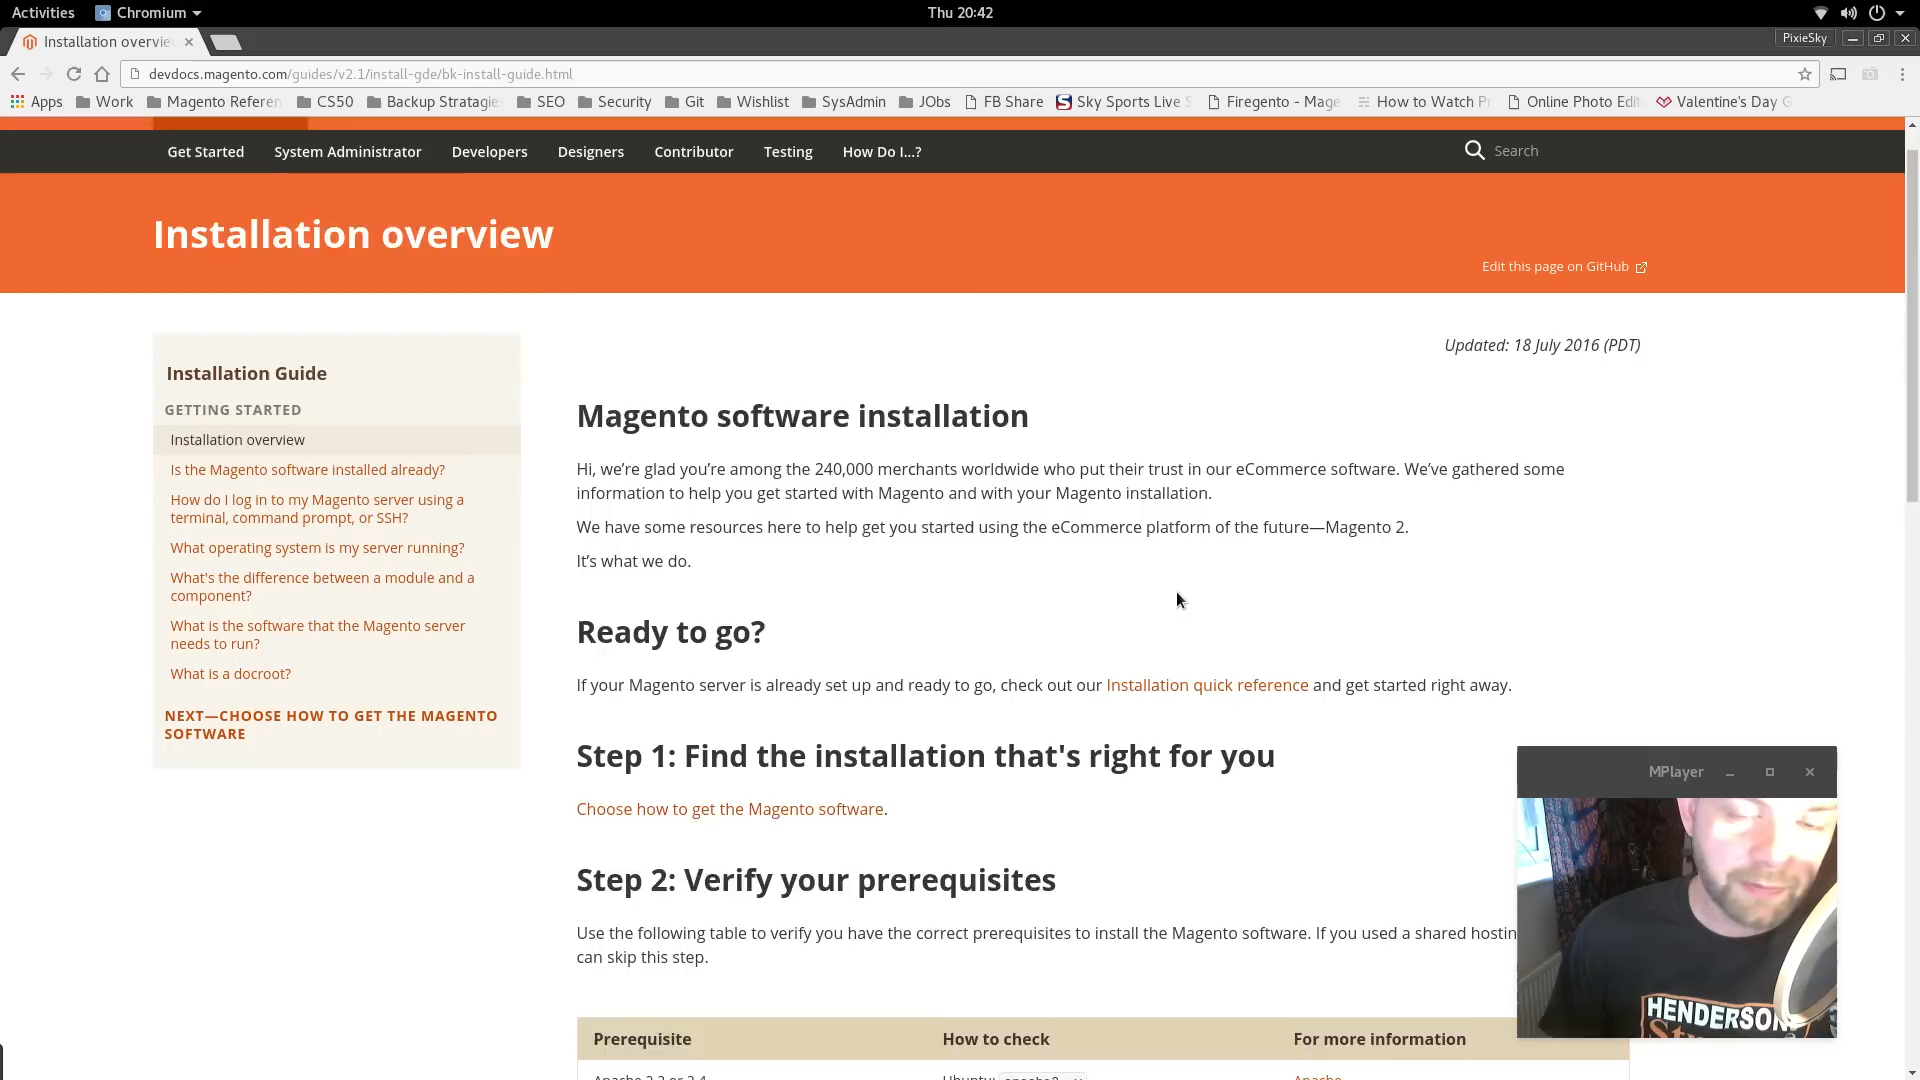 Activities Chromium Thu 20:42
Installation overvie
PixieSky
devdocs.magento.com/guides/v2.1/install-gde/bk-install-guide.html
Apps Work Magento Referen CS50 Backup Stratagie SEO Security Git Wishlist SysAdmin JObs FB Share Sky Sports Live S Firegento - Mage How to Watch Pr Online Photo Edit Valentine's Day G
Get Started System Administrator Developers Designers Contributor Testing How Do I...? Search
Installation overview
Edit this page on GitHub
Installation Guide
GETTING STARTED
Installation overview
Is the Magento software installed already?
How do I log in to my Magento server using a
terminal, command prompt, or SSH?
What operating system is my server running?
What's the difference between a module and a
component?
What is the software that the Magento server
needs to run?
What is a docroot?
NEXT—CHOOSE HOW TO GET THE MAGENTO
SOFTWARE
Updated: 18 July 2016 (PDT)
Magento software installation
Hi, we’re glad you’re among the 240,000 merchants worldwide who put their trust in our eCommerce software. We’ve gathered some
information to help you get started with Magento and with your Magento installation.
We have some resources here to help get you started using the eCommerce platform of the future—Magento 2.
It’s what we do.
Ready to go?
If your Magento server is already set up and ready to go, check out our Installation quick reference and get started right away.
Step 1: Find the installation that's right for you
Choose how to get the Magento software.
Step 2: Verify your prerequisites
Use the following table to verify you have the correct prerequisites to install the Magento software. If you used a shared hostin
can skip this step.
Prerequisite How to check For more information
Apache 2.2 or 2.4 Ubuntu: apache2 -v Apache
MPlayer
HENDERSON